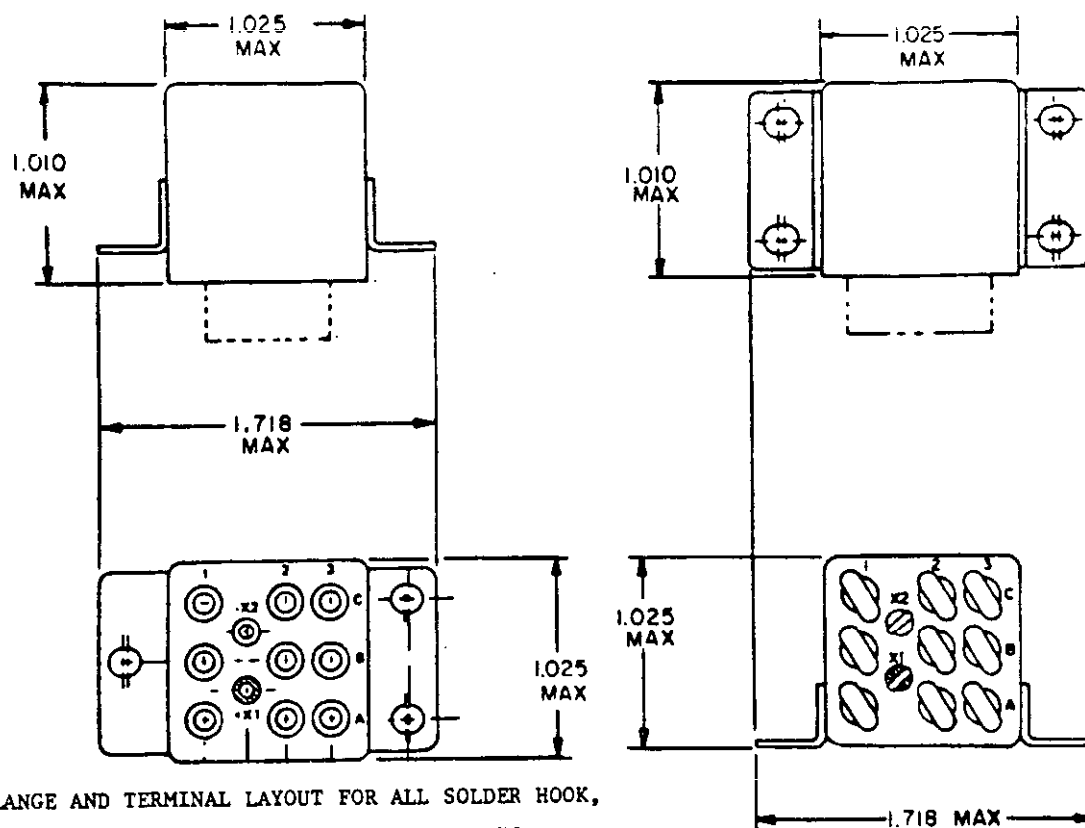 1.025
MAX
1.010
MAX
1.718
MAX
1.025
MAX
1.010
MAX
1 2 3
X2 C
B
+X1 A
1.025
MAX
1.025
MAX
1 2 3
X2 C
X1 B
A
LANGE AND TERMINAL LAYOUT FOR ALL SOLDER HOOK,
1.718 MAX